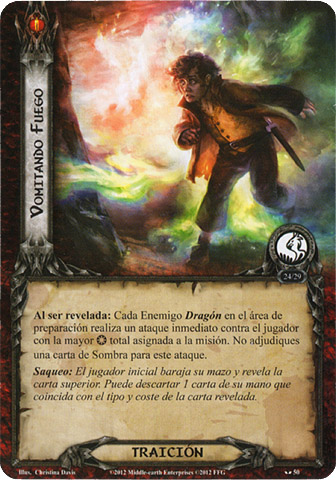 VOMITANDO FUEGO
24/29
Al ser revelada: Cada Enemigo Dragón en el área de
preparación realiza un ataque inmediato contra el jugador
con la mayor total asignada a la misión. No adjudiques
una carta de Sombra para este ataque.
Saqueo: El jugador inicial baraja su mazo y revela la
carta superior. Puede descartar 1 carta de su mano que
coincida con el tipo y coste de la carta revelada.
TRAICIÓN
Illus. Christina Davis ©2012 Middle-earth Enterprises ©2012 FFG 50